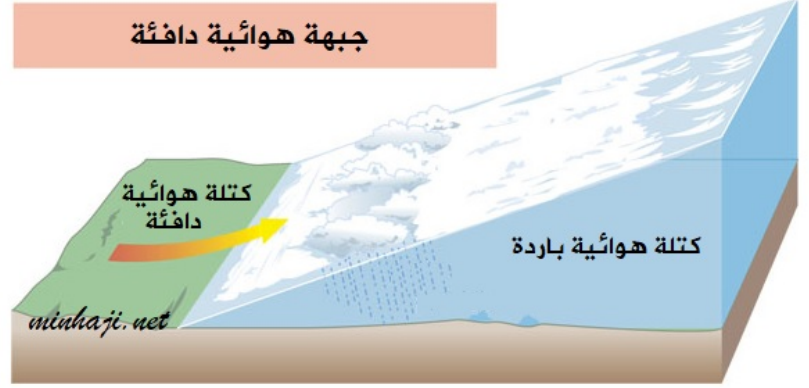 جبهة هوائية دافئة
كتلة هوائية
دافئة
كتلة هوائية باردة
minhaji.net